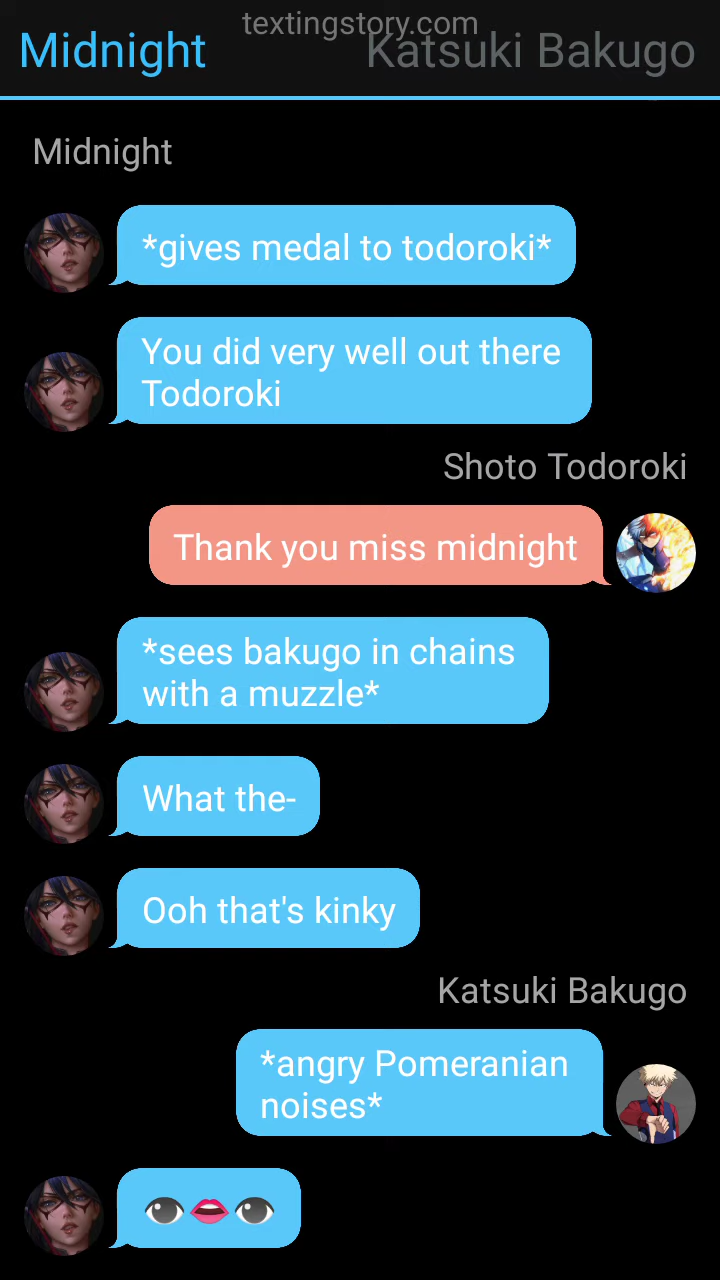 textingstory.com
Midnight
Katsuki Bakugo
Midnight
*gives medal to todoroki*
You did very well out there
Todoroki
Shoto Todoroki
Thank you miss midnight
*sees bakugo in chains
with a muzzle*
What the-
Ooh that's kinky
Katsuki Bakugo
*angry Pomeranian
noises*
👁👄👁